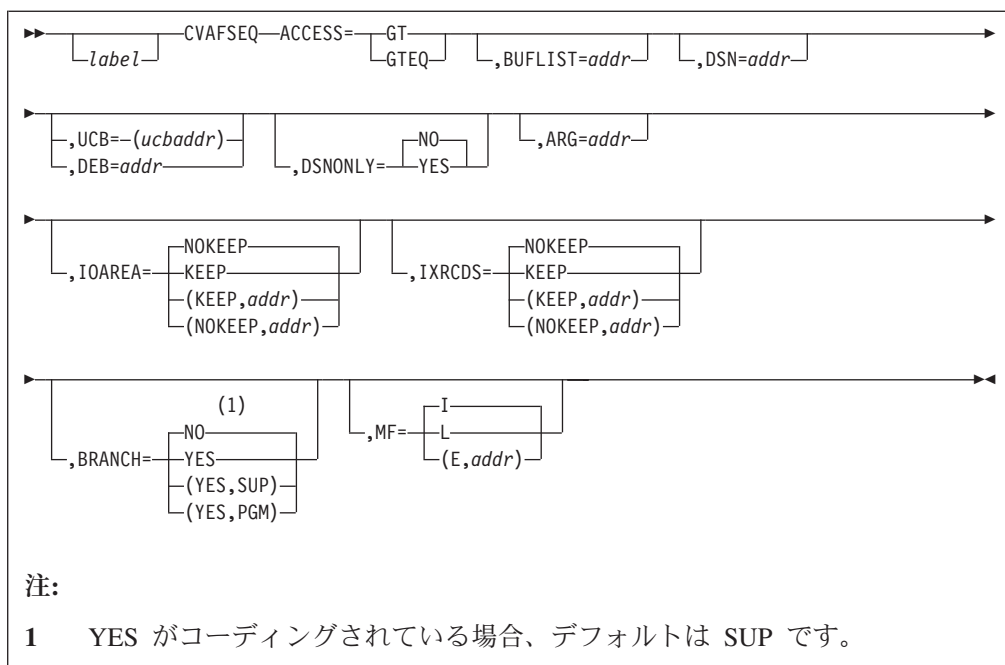 CVAFSEQ ACCESS= GT
label GTEQ ,BUFLIST=addr ,DSN=addr
,UCB=(ucbaddr) NO ,ARG=addr
,DEB=addr ,DSNONLY= YES
NOKEEP NOKEEP
,IOAREA= KEEP ,IXRCDS= KEEP
(KEEP,addr) (KEEP,addr)
(NOKEEP,addr) (NOKEEP,addr)
(1)
NO I
,BRANCH= YES ,MF= L
(YES,SUP) (E,addr)
(YES,PGM)
注:
1 YES がコーディングされている場合、デフォルトは SUP です。